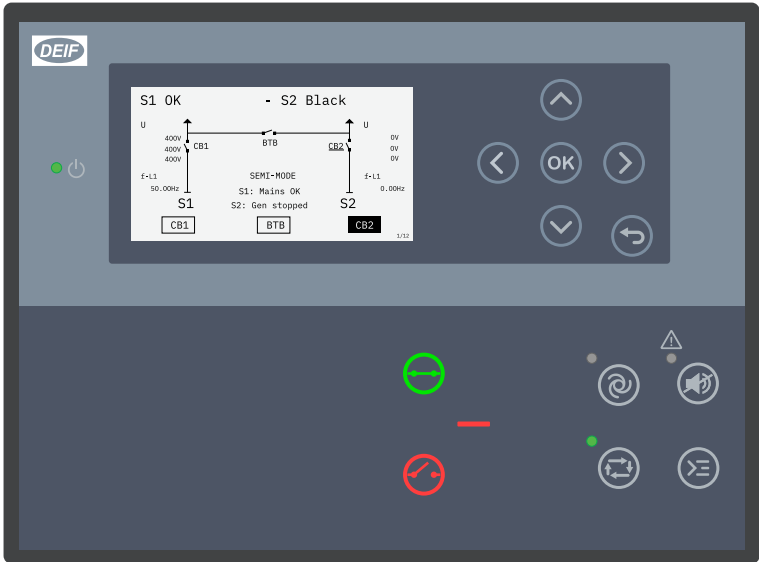 DEIF
S1 OK - S2 Black
U U
400V 0V
CB1 BTB CB2
400V 0V
400V 0V
f-L1 SEMI-MODE f-L1
50.00Hz S1: Mains OK 0.00Hz
S1 S2: Gen stopped S2
CB1 BTB CB2
1/12
OK